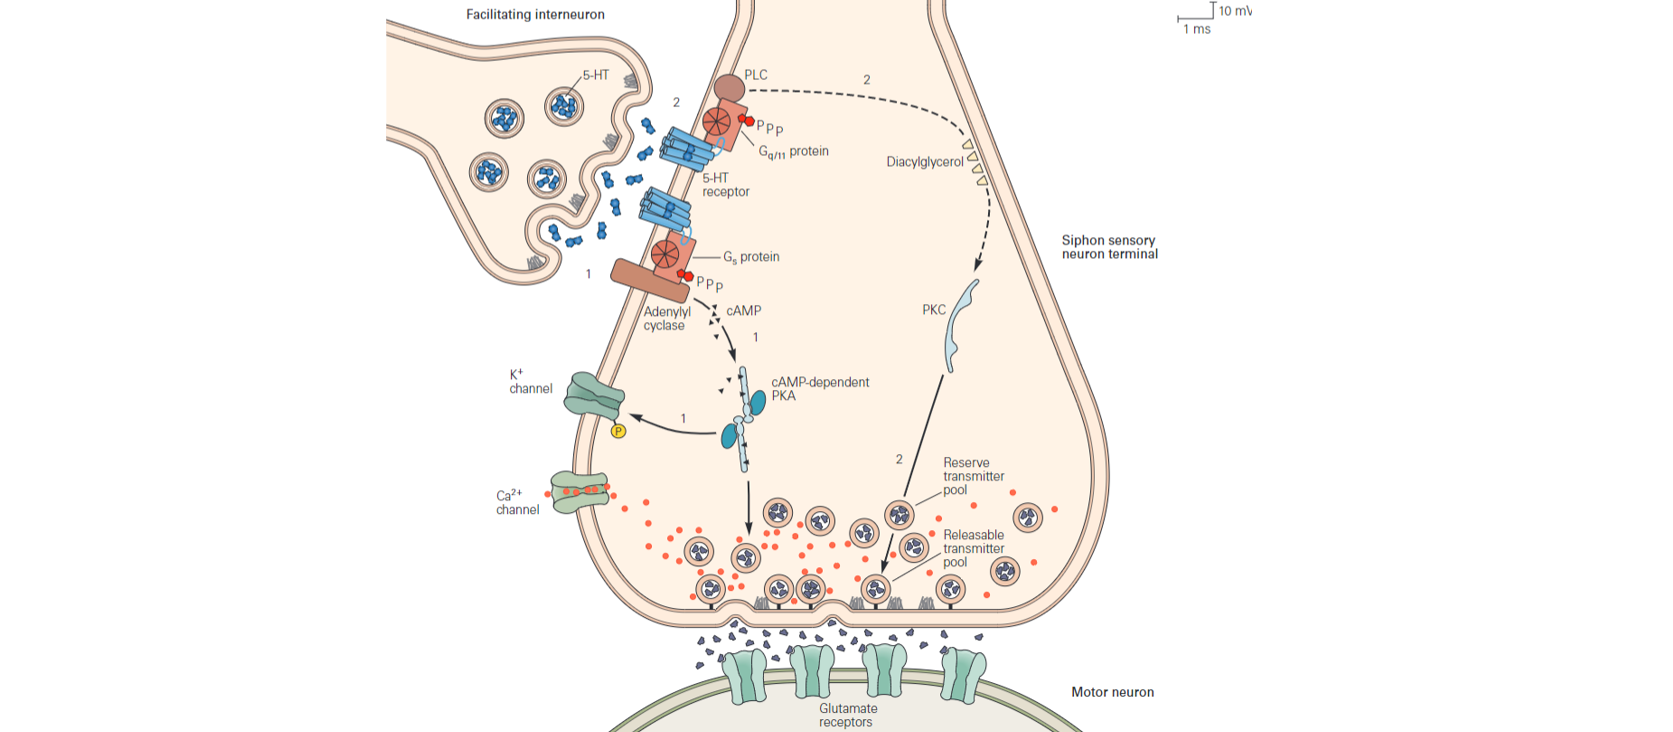 Facilitating interneuron
10 mV
1 ms
5-HT
PLC
2
2
PPP
Gq/11 protein
Diacylglycerol
5-HT
receptor
Siphon sensory
neuron terminal
Gs protein
1
PPP
Adenylyl
cyclase
cAMP
PKC
1
K+
channel
cAMP-dependent
PKA
1
P
2
Reserve
transmitter
pool
Ca2+
channel
Releasable
transmitter
pool
Motor neuron
Glutamate
receptors